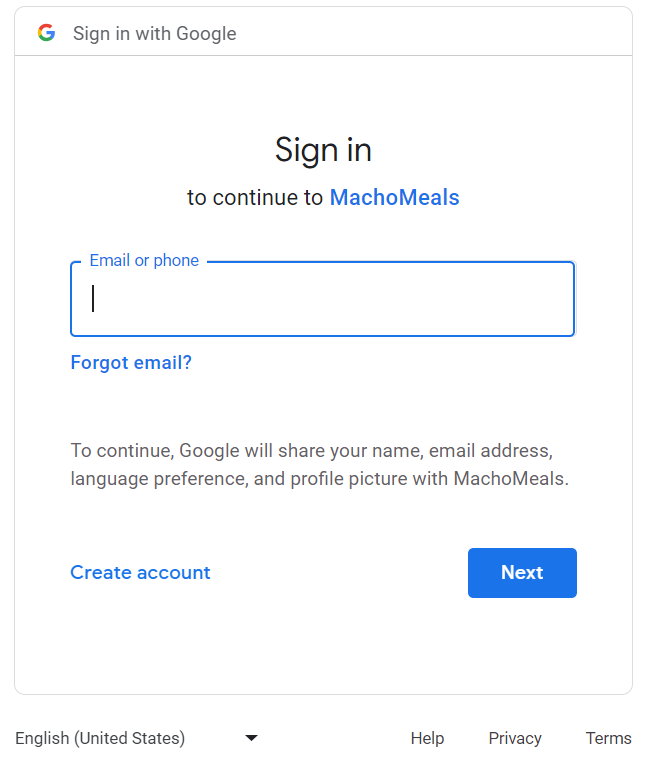 Sign in with Google
Sign in
to continue to MachoMeals
Email or phone
Forgot email?
To continue, Google will share your name, email address,
language preference, and profile picture with MachoMeals.
Create account
Next
English (United States)
Help
Privacy
Terms